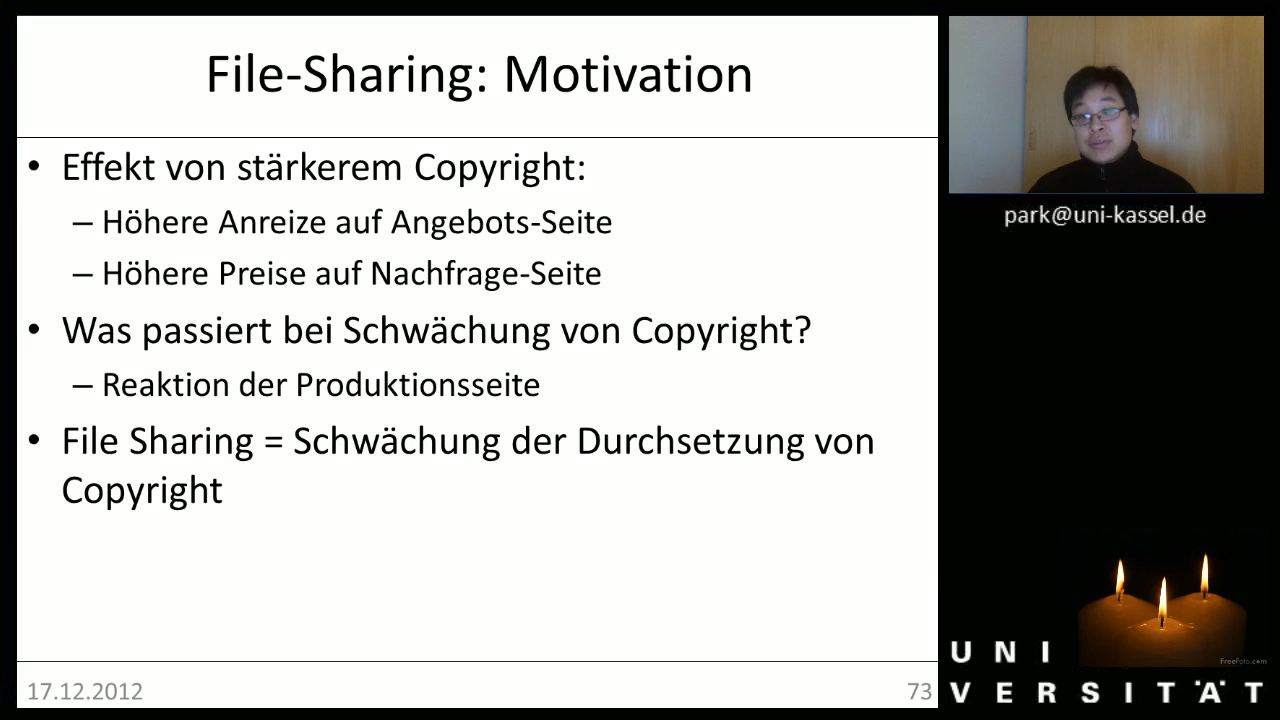 File-Sharing: Motivation
• Effekt von stärkerem Copyright:
– Höhere Anreize auf Angebots-Seite
– Höhere Preise auf Nachfrage-Seite
• Was passiert bei Schwächung von Copyright?
– Reaktion der Produktionsseite
• File Sharing = Schwächung der Durchsetzung von
Copyright
17.12.2012
73
park@uni-kassel.de
FreeFoto.com
UNI
VERSITÄT